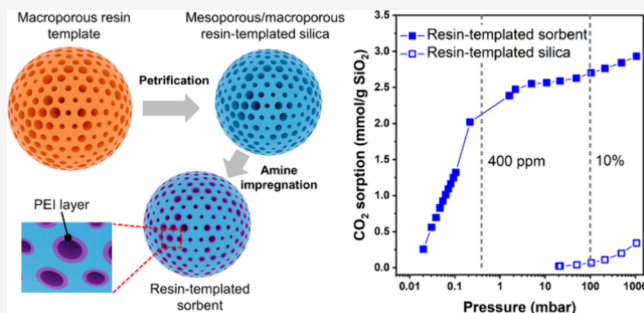 Macroporous resin
template
Mesoporous/macroporous
resin-templated silica
Petrification
Amine
impregnation
PEI layer
Resin-templated
sorbent
CO₂ sorption (mmol/g SiO₂)
3.0
2.5
2.0
1.5
1.0
0.5
0.0
Resin-templated sorbent
Resin-templated silica
400 ppm
10%
0.01 0.1 1 10 100 1000
Pressure (mbar)